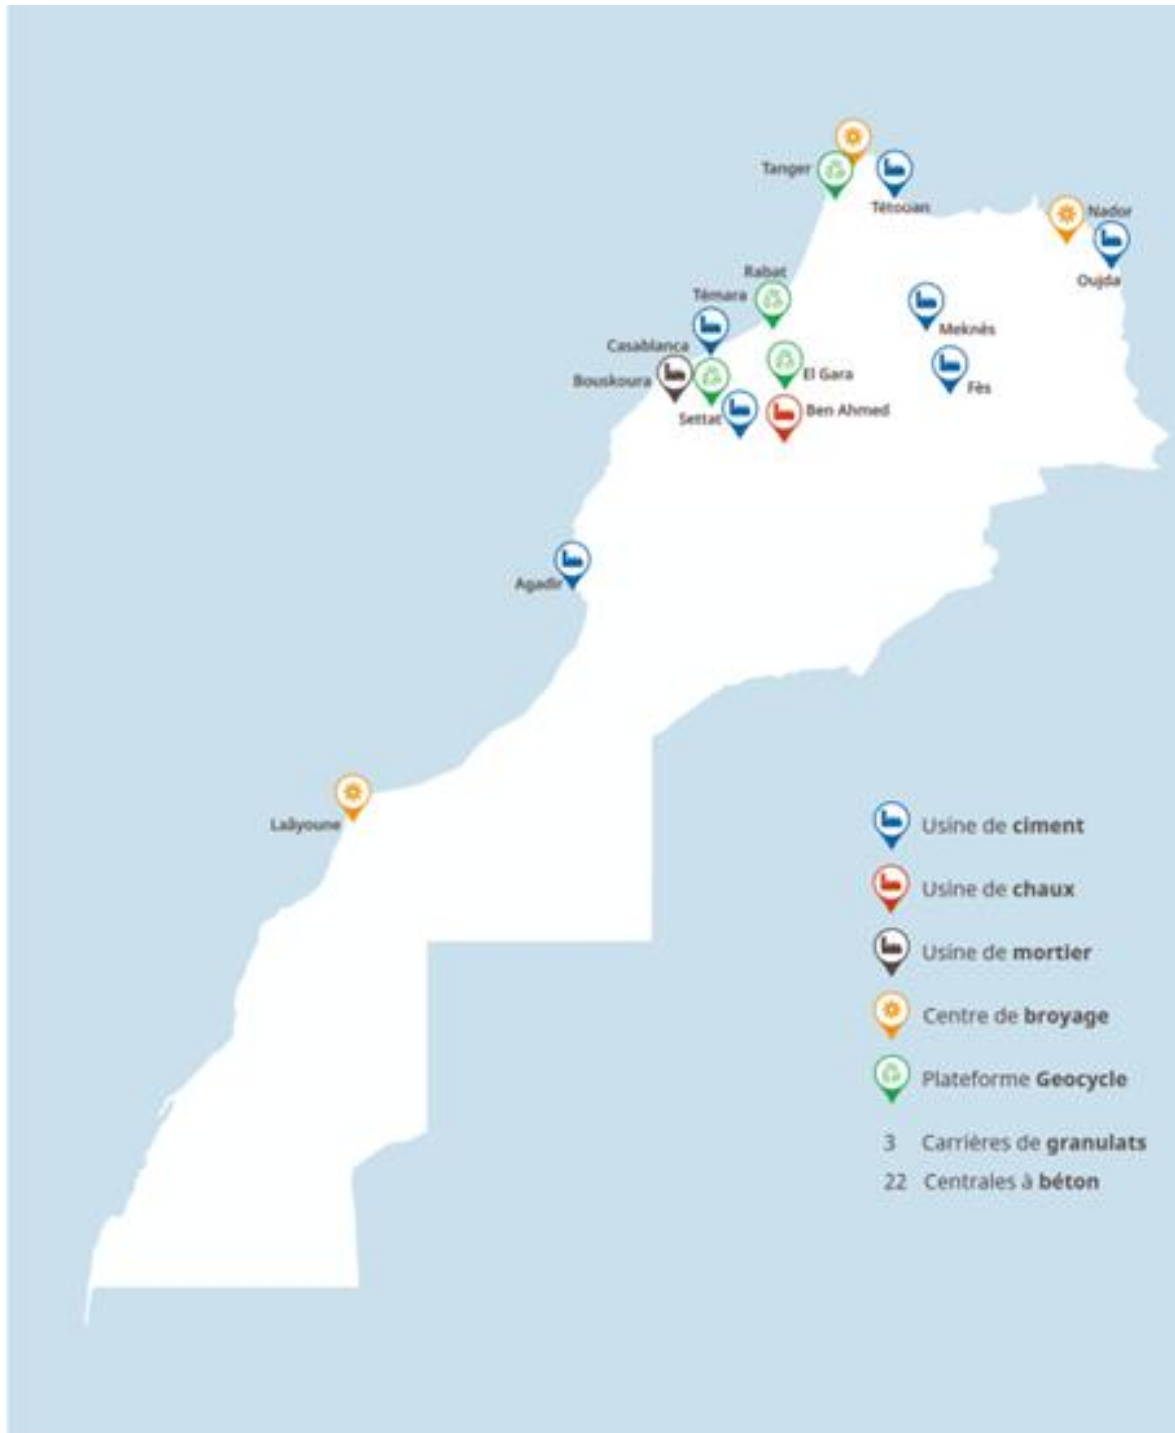 Tanger
Tétouan
Nador
Oujda
Rabat
Témara
Meknès
Casablanca
Bouskoura
El Gara
Fès
Settat
Ben Ahmed
Agadir
Laâyoune
Usine de ciment
Usine de chaux
Usine de mortier
Centre de broyage
Plateforme Geocycle
3 Carrières de granulats
22 Centrales à béton